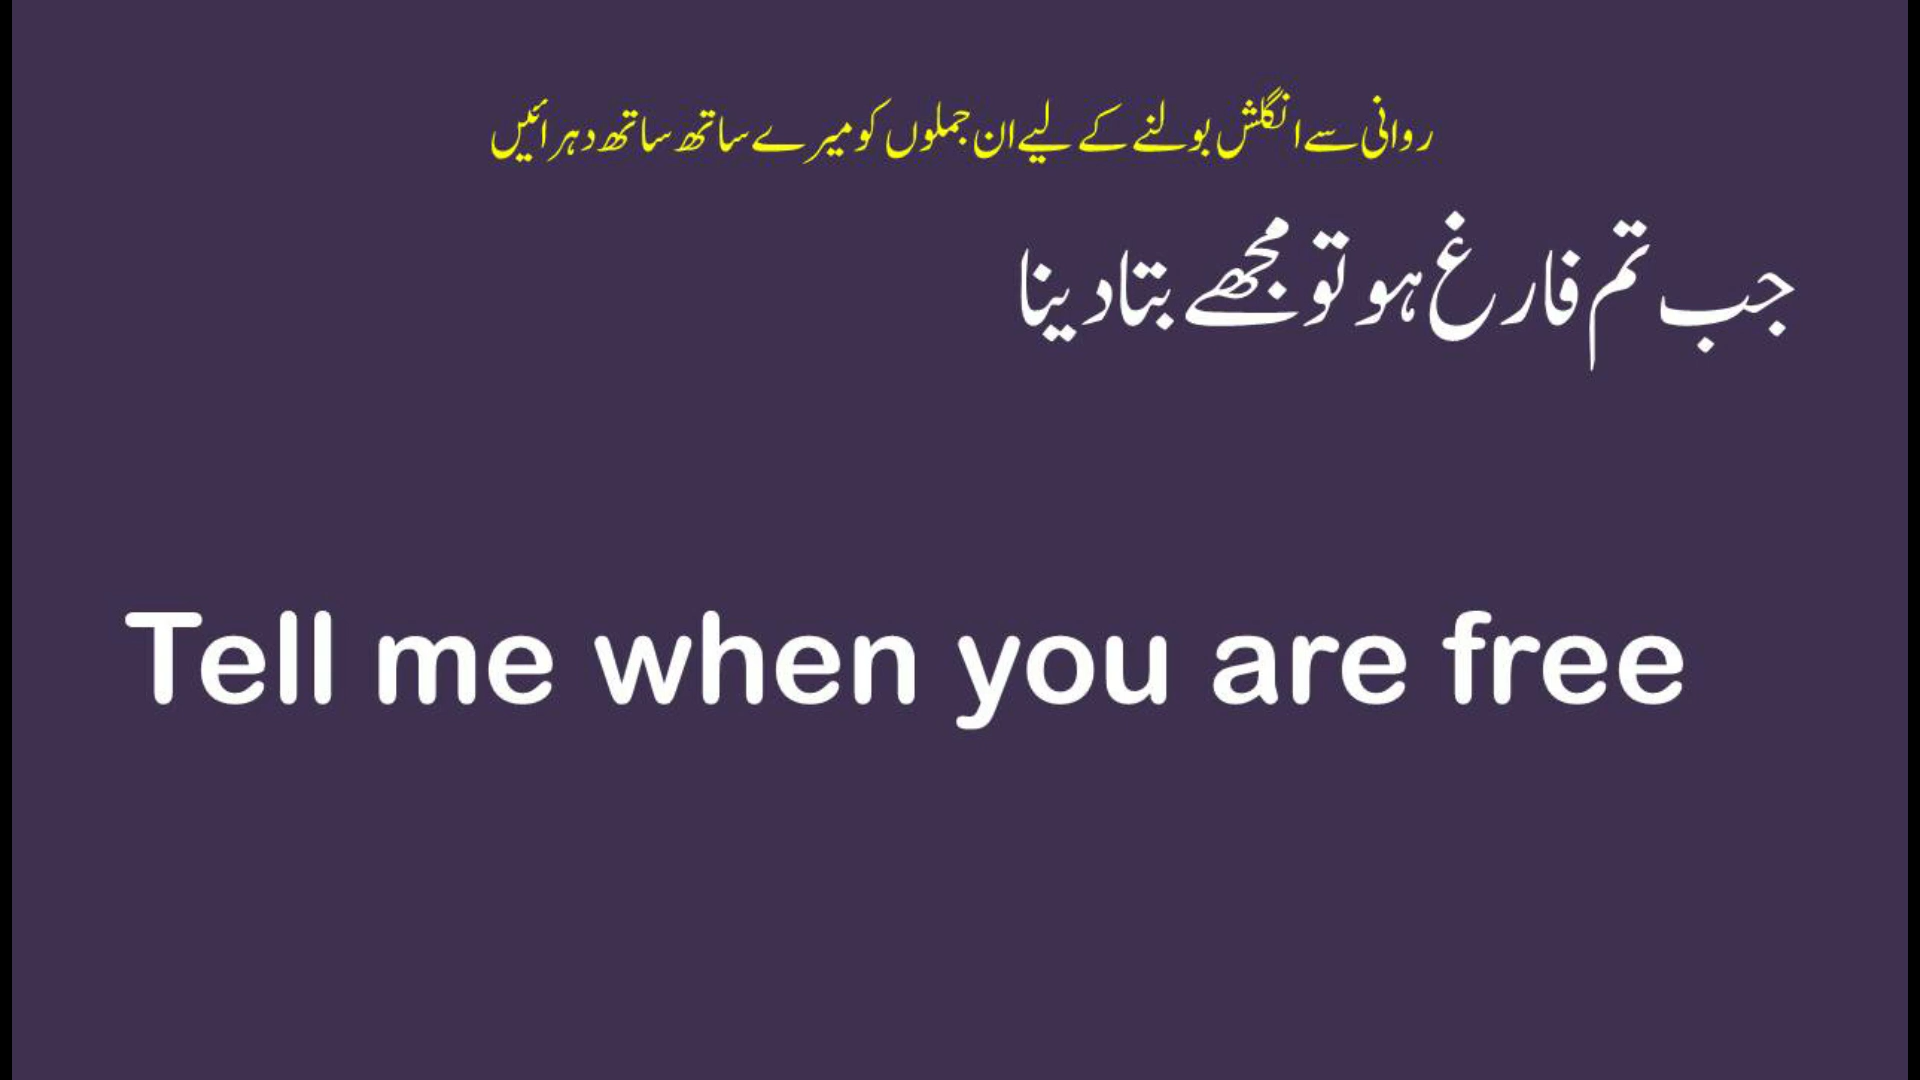 روانی سے انگلش بولنے کے لیے ان جملوں کو میرے ساتھ ساتھ دہرائیں
جب تم فارغ ہو تو مجھے بتا دینا
Tell me when you are free